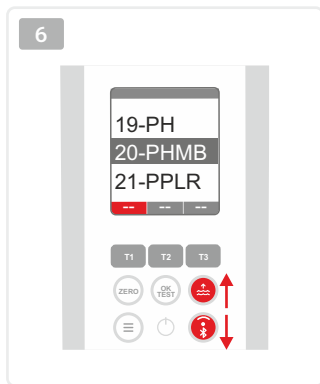 6
19-PH
20-PHMB
21-PPLR
-- -- --
T1 T2 T3
ZERO OK TEST